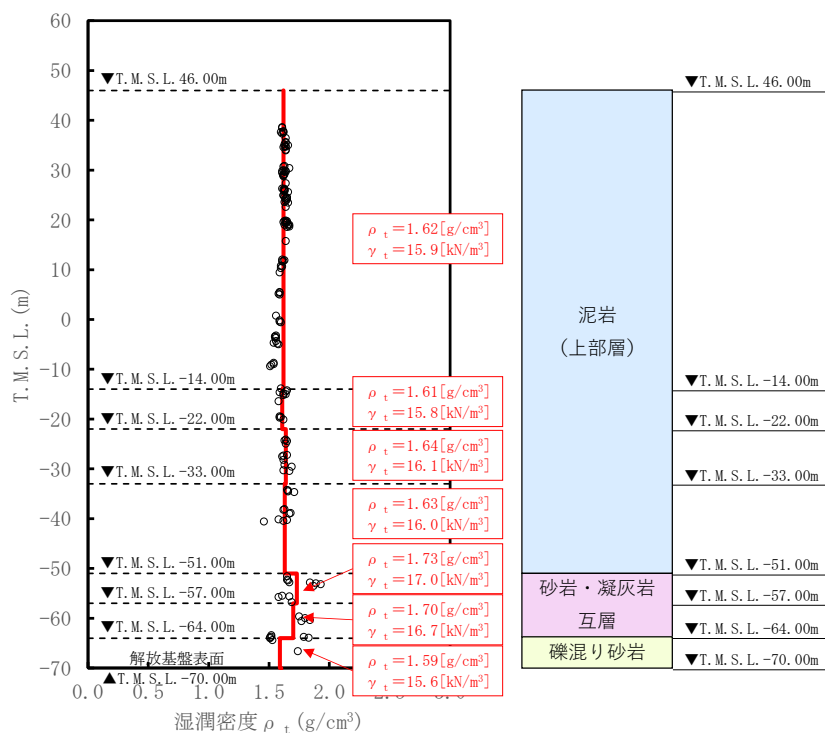 60
50
▼T.M.S.L.46.00m
40
30
20
10
0
-10
▼T.M.S.L.-14.00m
-20
▼T.M.S.L.-22.00m
-30
▼T.M.S.L.-33.00m
-40
-50
▼T.M.S.L.-51.00m
▼T.M.S.L.-57.00m
-60
▼T.M.S.L.-64.00m
解放基盤表面
-70
▲T.M.S.L.-70.00m
0.0 0.5 1.0 1.5 2.0
湿潤密度ρt(g/cm³)
T.M.S.L.(m)
ρt=1.62[g/cm³]
γt=15.9[kN/m³]
ρt=1.61[g/cm³]
γt=15.8[kN/m³]
ρt=1.64[g/cm³]
γt=16.1[kN/m³]
ρt=1.63[g/cm³]
γt=16.0[kN/m³]
ρt=1.73[g/cm³]
γt=17.0[kN/m³]
ρt=1.70[g/cm³]
γt=16.7[kN/m³]
ρt=1.59[g/cm³]
γt=15.6[kN/m³]
泥岩
(上部層)
砂岩・凝灰岩
互層
礫混り砂岩
▼T.M.S.L.46.00m
▼T.M.S.L.-14.00m
▼T.M.S.L.-22.00m
▼T.M.S.L.-33.00m
▼T.M.S.L.-51.00m
▼T.M.S.L.-57.00m
▼T.M.S.L.-64.00m
▼T.M.S.L.-70.00m